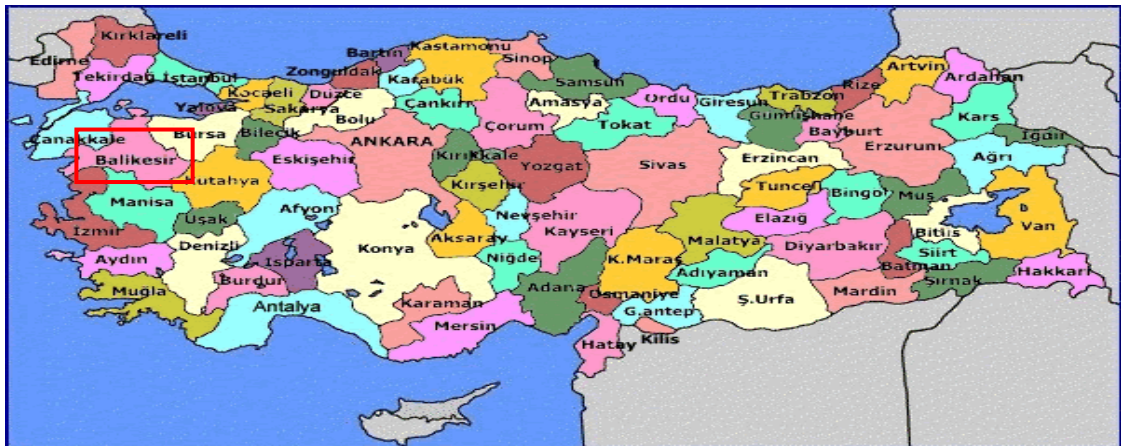 Kırklareli
Edirne
Tekirdağ
İstanbul
Kocaeli
Yalova
Sakarya
Düzce
Zonguldak
Bartın
Karabük
Kastamonu
Sinop
Samsun
Ordu
Giresun
Trabzon
Rize
Artvin
Ardahan
Çanakkale
Balikesir
Bursa
Bilecik
Bolu
Çankırı
Çorum
Amasya
Tokat
Gümüşhane
Bayburt
Erzurum
Kars
Iğdır
Ağrı
Kutahya
Eskişehir
ANKARA
Kırıkkale
Yozgat
Sivas
Erzincan
Tunceli
Bingöl
Muş
Manisa
Uşak
Afyon
Kırşehir
Nevşehir
Kayseri
Malatya
Elazığ
Diyarbakır
Bitlis
Van
İzmir
Aydın
Denizli
Isparta
Konya
Aksaray
Niğde
K.Maraş
Adıyaman
Batman
Siirt
Şırnak
Hakkari
Muğla
Burdur
Antalya
Karaman
Mersin
Adana
Osmaniye
G.antep
Ş.Urfa
Mardin
Hatay
Kilis